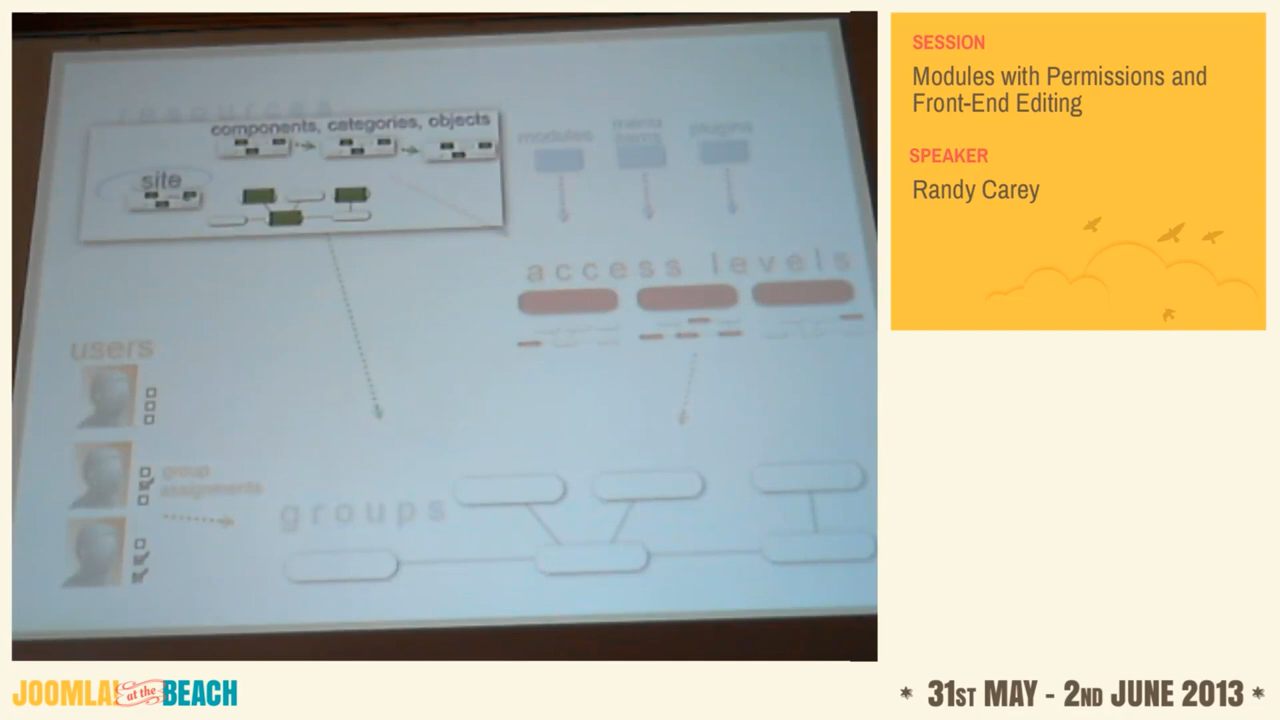 resources
components, categories, objects
site
modules
menu
items
plugins
access levels
users
group
assignments
groups
SESSION
Modules with Permissions and
Front-End Editing
SPEAKER
Randy Carey
JOOMLA! at the BEACH
* 31ST MAY - 2ND JUNE 2013 *